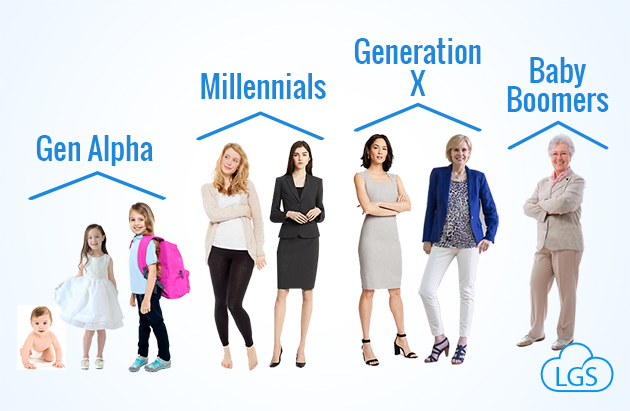 Gen Alpha
Millennials
Generation
X
Baby
Boomers
LGS